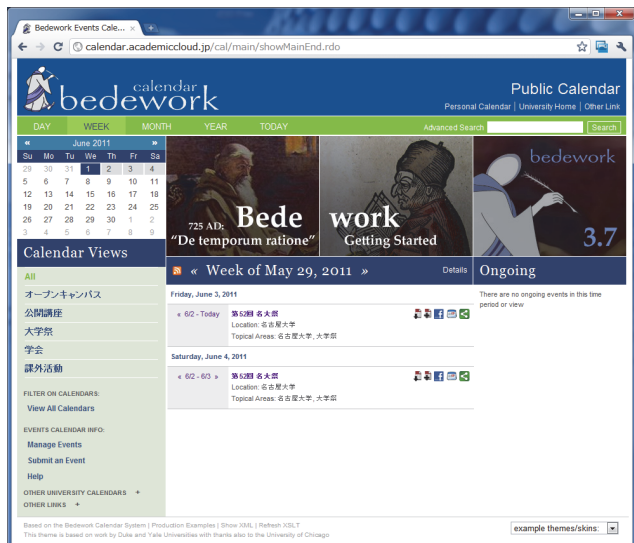 Bedework Events Cale...
calendar.academiccloud.jp/cal/main/showMainEnd.rdo
calendar
bedework
Public Calendar
Personal Calendar | University Home | Other Link
DAY WEEK MONTH YEAR TODAY
Advanced Search Search
« June 2011 »
Su Mo Tu We Th Fr Sa
29 30 31 1 2 3 4
5 6 7 8 9 10 11
12 13 14 15 16 17 18
19 20 21 22 23 24 25
26 27 28 29 30 1 2
3 4 5 6 7 8 9
725 AD: Bede
"De temporum ratione"
work
Getting Started
bedework
3.7
Calendar Views
All
オープンキャンパス
公開講座
大学祭
学会
課外活動
FILTER ON CALENDARS:
View All Calendars
EVENTS CALENDAR INFO:
Manage Events
Submit an Event
Help
OTHER UNIVERSITY CALENDARS +
OTHER LINKS +
« Week of May 29, 2011 » Details
Friday, June 3, 2011
« 6/2 - Today 第52回 名大祭
Location: 名古屋大学
Topical Areas: 名古屋大学, 大学祭
Saturday, June 4, 2011
« 6/2 - 6/3 » 第52回 名大祭
Location: 名古屋大学
Topical Areas: 名古屋大学, 大学祭
Ongoing
There are no ongoing events in this time
period or view
Based on the Bedework Calendar System | Production Examples | Show XML | Refresh XSLT
This theme is based on work by Duke and Yale Universities with thanks also to the University of Chicago
example themes/skins: